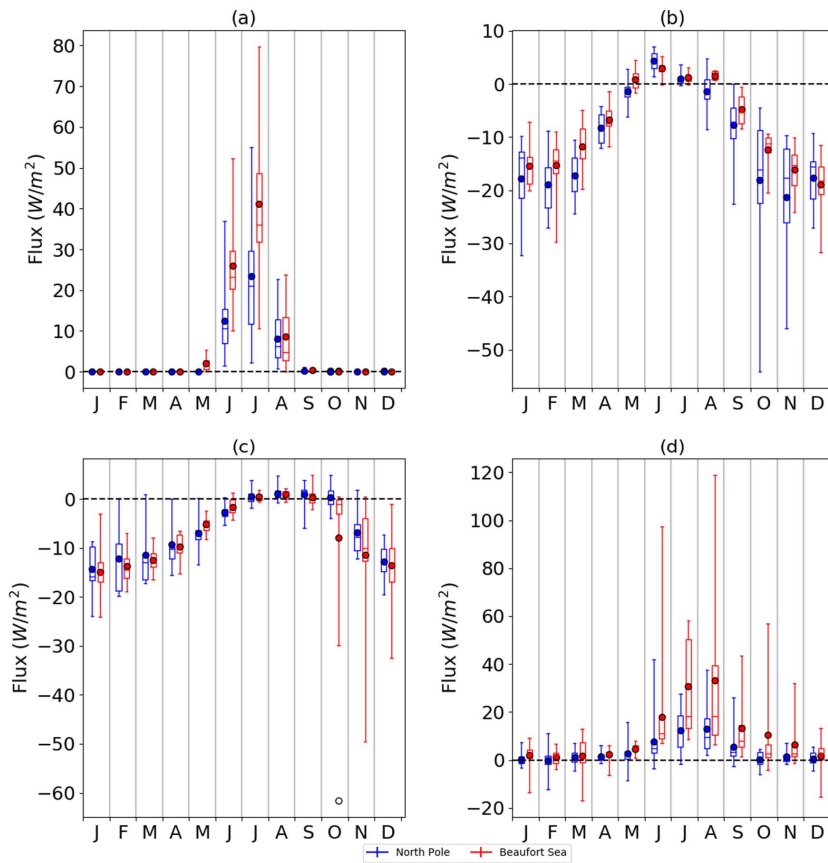 (a)
(b)
Flux (W/m²)
80
70
60
50
40
30
20
10
0
J F M A M J J A S O N D
Flux (W/m²)
10
0
−10
−20
−30
−40
−50
J F M A M J J A S O N D
(c)
(d)
Flux (W/m²)
0
−10
−20
−30
−40
−50
−60
J F M A M J J A S O N D
Flux (W/m²)
120
100
80
60
40
20
0
−20
J F M A M J J A S O N D
North Pole Beaufort Sea